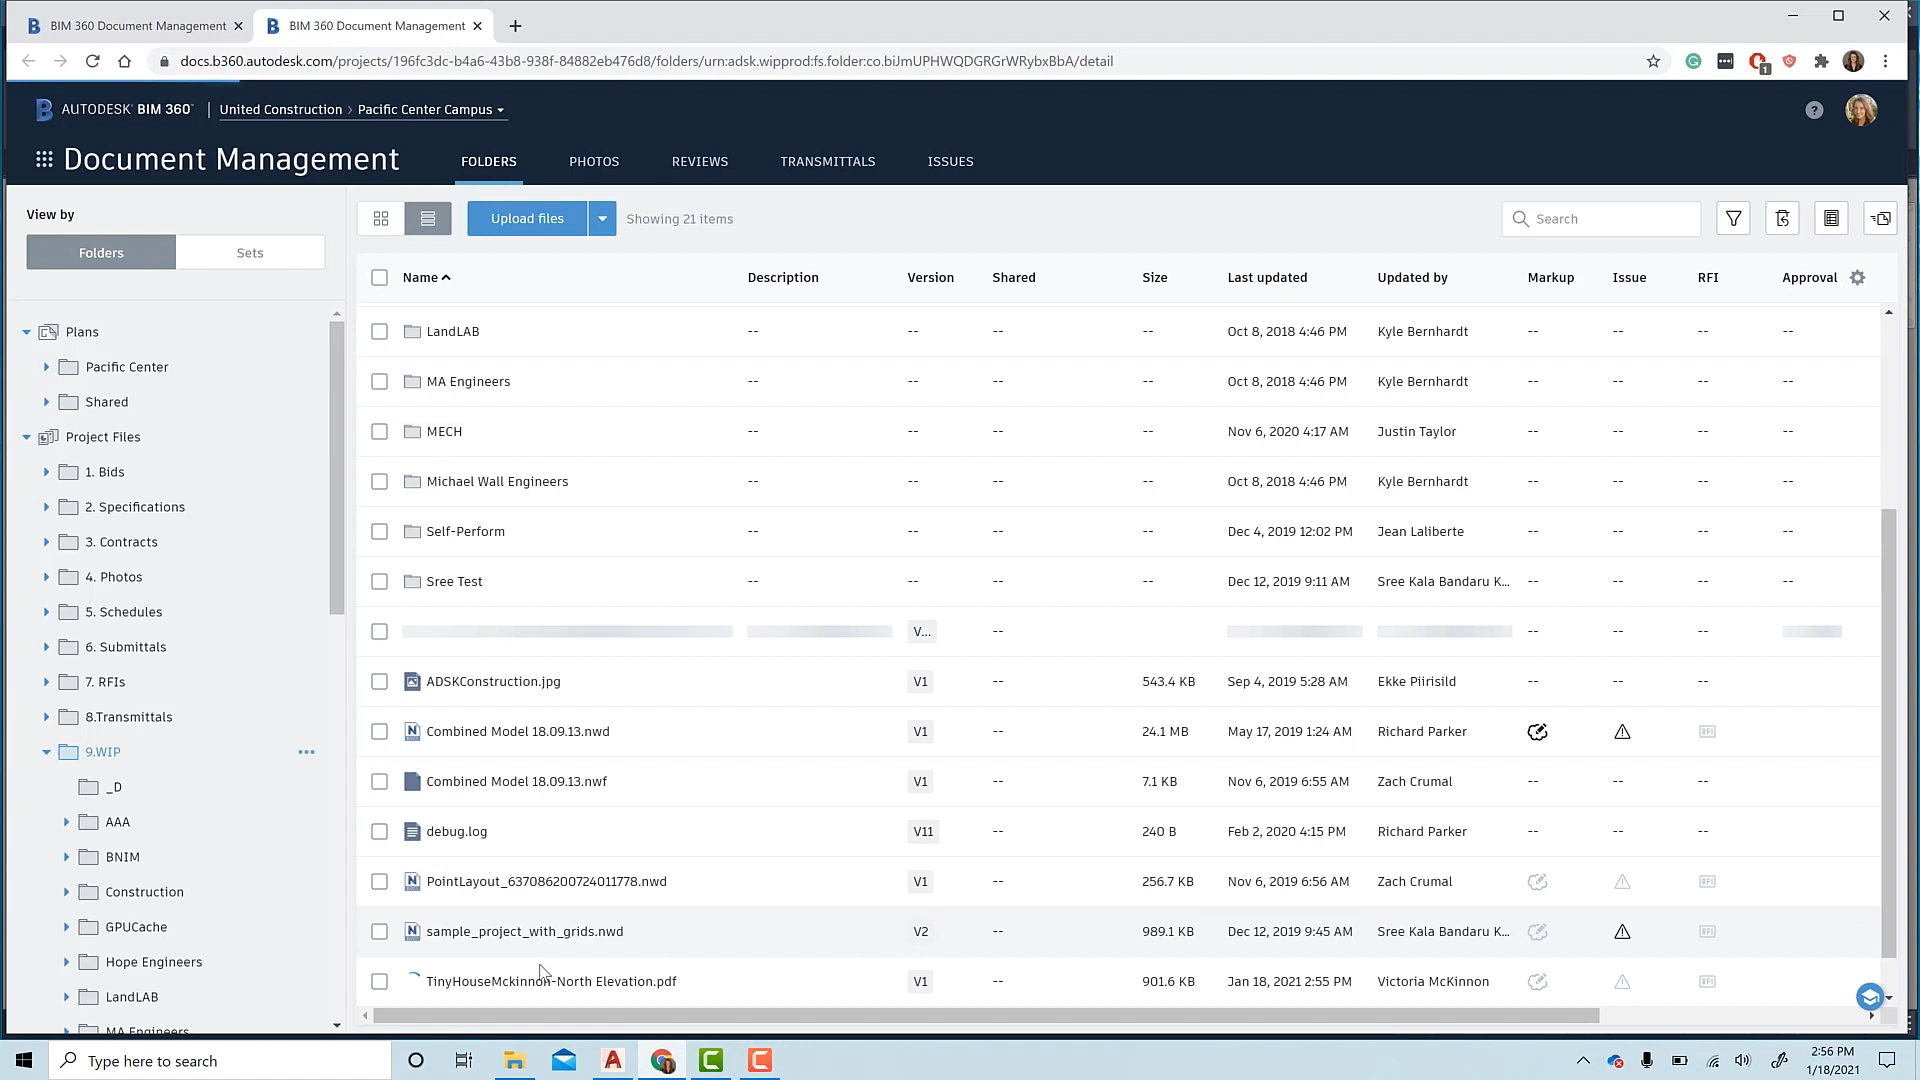 BIM 360 Document Management
BIM 360 Document Management
docs.b360.autodesk.com/projects/196fc3dc-b4a6-43b8-938f-84882eb476d8/folders/urn:adsk.wipprod:fs.folder:co.biJmUPHWQDGRGrWRybxBbA/detail
1
AUTODESK BIM 360 | United Construction > Pacific Center Campus
Document Management
FOLDERS PHOTOS REVIEWS TRANSMITTALS ISSUES
View by
Folders Sets
Upload files Showing 21 items Search
Plans
Pacific Center
Shared
Project Files
1. Bids
2. Specifications
3. Contracts
4. Photos
5. Schedules
6. Submittals
7. RFIs
8.Transmittals
9.WIP
_D
AAA
BNIM
Construction
GPUCache
Hope Engineers
LandLAB
MA Engineers
Name Description Version Shared Size Last updated Updated by Markup Issue RFI Approval
LandLAB -- -- -- -- Oct 8, 2018 4:46 PM Kyle Bernhardt -- -- -- --
MA Engineers -- -- -- -- Oct 8, 2018 4:46 PM Kyle Bernhardt -- -- -- --
MECH -- -- -- -- Nov 6, 2020 4:17 AM Justin Taylor -- -- -- --
Michael Wall Engineers -- -- -- -- Oct 8, 2018 4:46 PM Kyle Bernhardt -- -- -- --
Self-Perform -- -- -- -- Dec 4, 2019 12:02 PM Jean Laliberte -- -- -- --
Sree Test -- -- -- -- Dec 12, 2019 9:11 AM Sree Kala Bandaru K... -- -- -- --
V... -- -- -- --
ADSKConstruction.jpg V1 -- 543.4 KB Sep 4, 2019 5:28 AM Ekke Piirisild -- -- --
Combined Model 18.09.13.nwd V1 -- 24.1 MB May 17, 2019 1:24 AM Richard Parker RFI
Combined Model 18.09.13.nwf V1 -- 7.1 KB Nov 6, 2019 6:55 AM Zach Crumal -- -- --
debug.log V11 -- 240 B Feb 2, 2020 4:15 PM Richard Parker -- -- --
PointLayout_637086200724011778.nwd V1 -- 256.7 KB Nov 6, 2019 6:56 AM Zach Crumal RFI
sample_project_with_grids.nwd V2 -- 989.1 KB Dec 12, 2019 9:45 AM Sree Kala Bandaru K... RFI
TinyHouseMckinnon-North Elevation.pdf V1 -- 901.6 KB Jan 18, 2021 2:55 PM Victoria McKinnon RFI
Type here to search
2:56 PM
1/18/2021